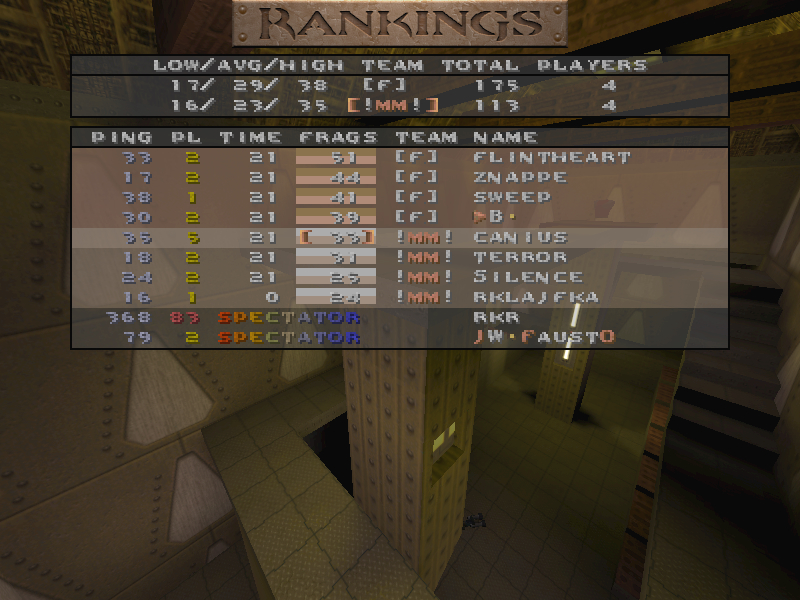 RANKINGS
LOW/AVG/HIGH TEAM TOTAL PLAYERS
17/ 29/ 38 [F] 175 4
16/ 23/ 35 [!MM!] 113 4
PING PL TIME FRAGS TEAM NAME
33 2 21 51 [F] FLINTHEART
17 2 21 44 [F] ZNAPPE
38 1 21 41 [F] SWEEP
30 2 21 39 [F] ►B·
35 5 21 [ 33] !MM! CANIUS
18 2 21 31 !MM! TERROR
24 2 21 25 !MM! SILENCE
16 1 0 24 !MM! RKLAJFKA
368 83 SPECTATOR RKR
79 2 SPECTATOR JW·FAUSTO